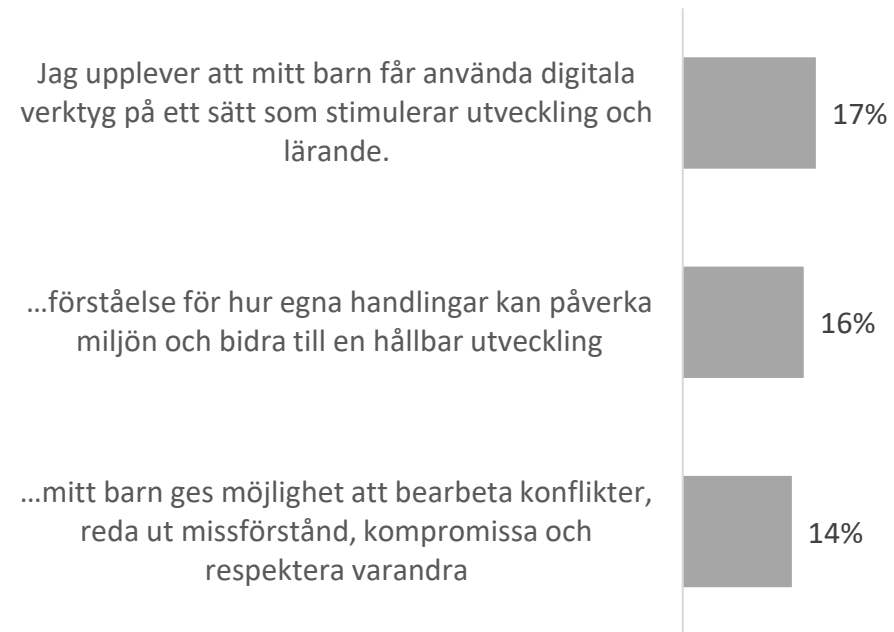 Jag upplever att mitt barn får använda digitala
verktyg på ett sätt som stimulerar utveckling och
lärande.
17%
…förståelse för hur egna handlingar kan påverka
miljön och bidra till en hållbar utveckling
16%
…mitt barn ges möjlighet att bearbeta konflikter,
reda ut missförstånd, kompromissa och
respektera varandra
14%